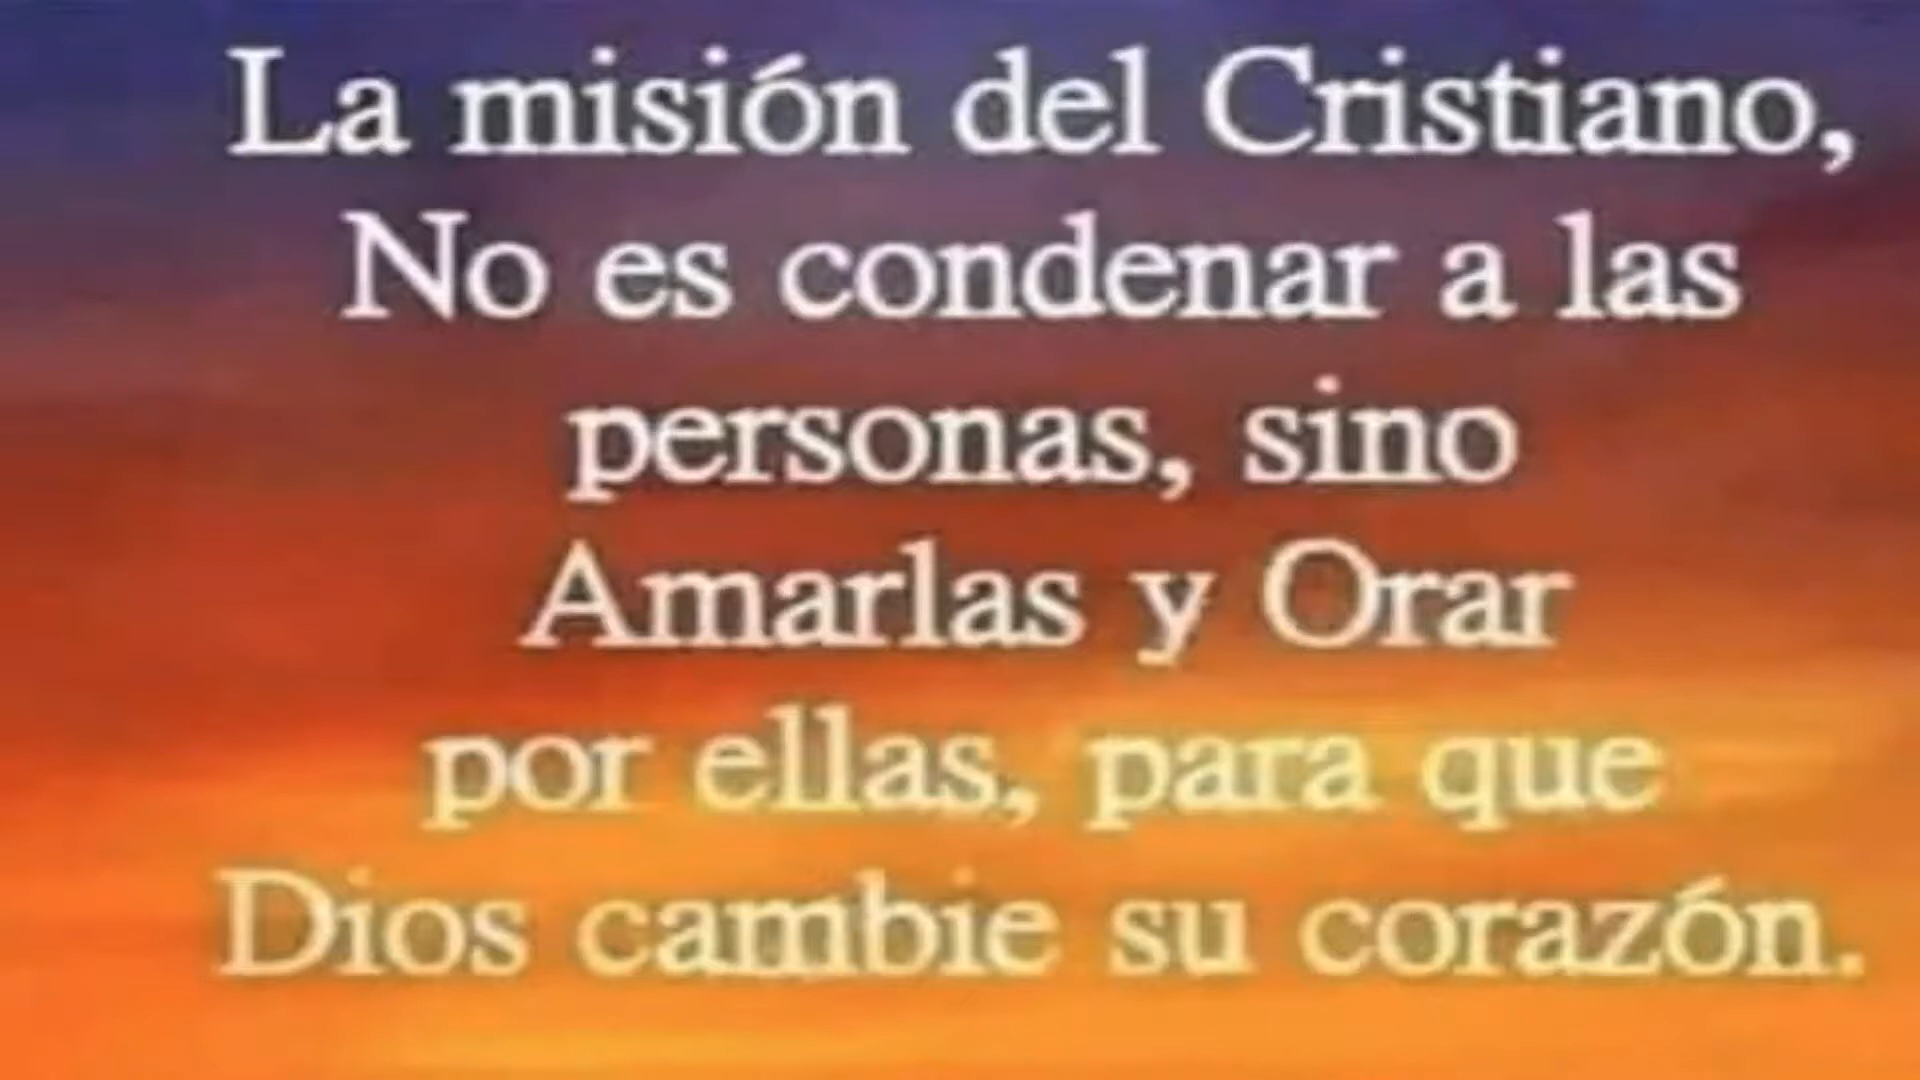 La misión del Cristiano,
No es condenar a las
personas, sino
Amarlas y Orar
por ellas, para que
Dios cambie su corazón.